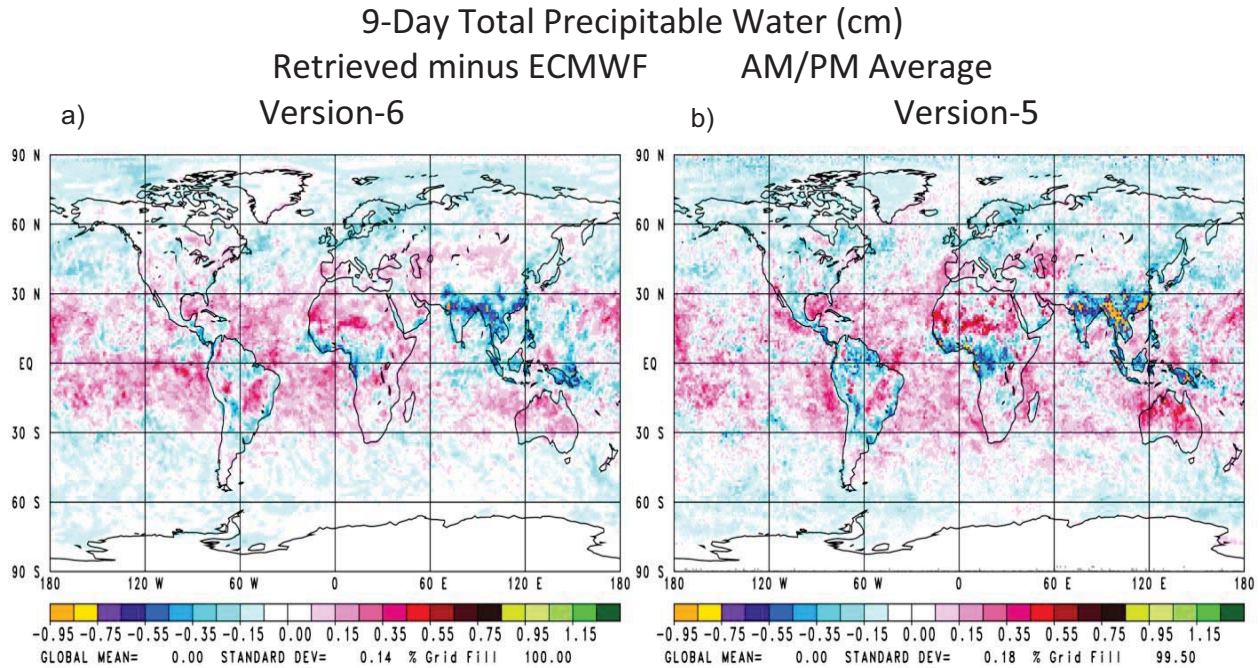 9-Day Total Precipitable Water (cm)
Retrieved minus ECMWF AM/PM Average
a) Version-6
b) Version-5
90 N
60 N
30 N
EQ
30 S
60 S
90 S
180 120 W 60 W 0 60 E 120 E 180
-0.95 -0.75 -0.55 -0.35 -0.15 0.00 0.15 0.35 0.55 0.75 0.95 1.15
GLOBAL MEAN= 0.00 STANDARD DEV= 0.14 % Grid Fill 100.00
90 N
60 N
30 N
EQ
30 S
60 S
90 S
180 120 W 60 W 0 60 E 120 E 180
-0.95 -0.75 -0.55 -0.35 -0.15 0.00 0.15 0.35 0.55 0.75 0.95 1.15
GLOBAL MEAN= 0.00 STANDARD DEV= 0.18 % Grid Fill 99.50